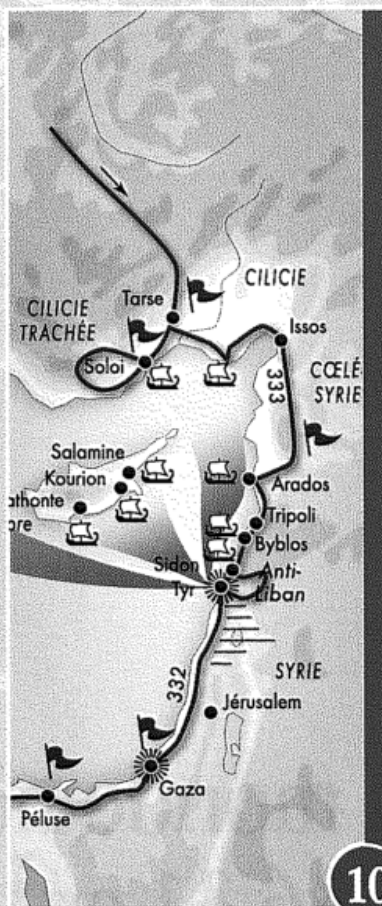 CILICIE
Tarse
CILICIE
TRACHÉE
Issos
Soloi
333
CŒLÉ-
SYRIE
Salamine
Kourion
Arados
athonte
Tripoli
ore
Byblos
Sidon
Anti-
Liban
Tyr
SYRIE
332
Jérusalem
Gaza
Péluse
10